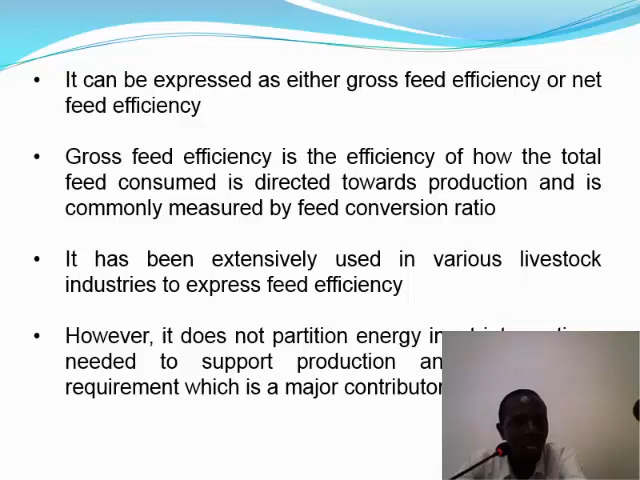 • It can be expressed as either gross feed efficiency or net
feed efficiency
• Gross feed efficiency is the efficiency of how the total
feed consumed is directed towards production and is
commonly measured by feed conversion ratio
• It has been extensively used in various livestock
industries to express feed efficiency
• However, it does not partition energy
needed to support production
requirement which is a major contributor